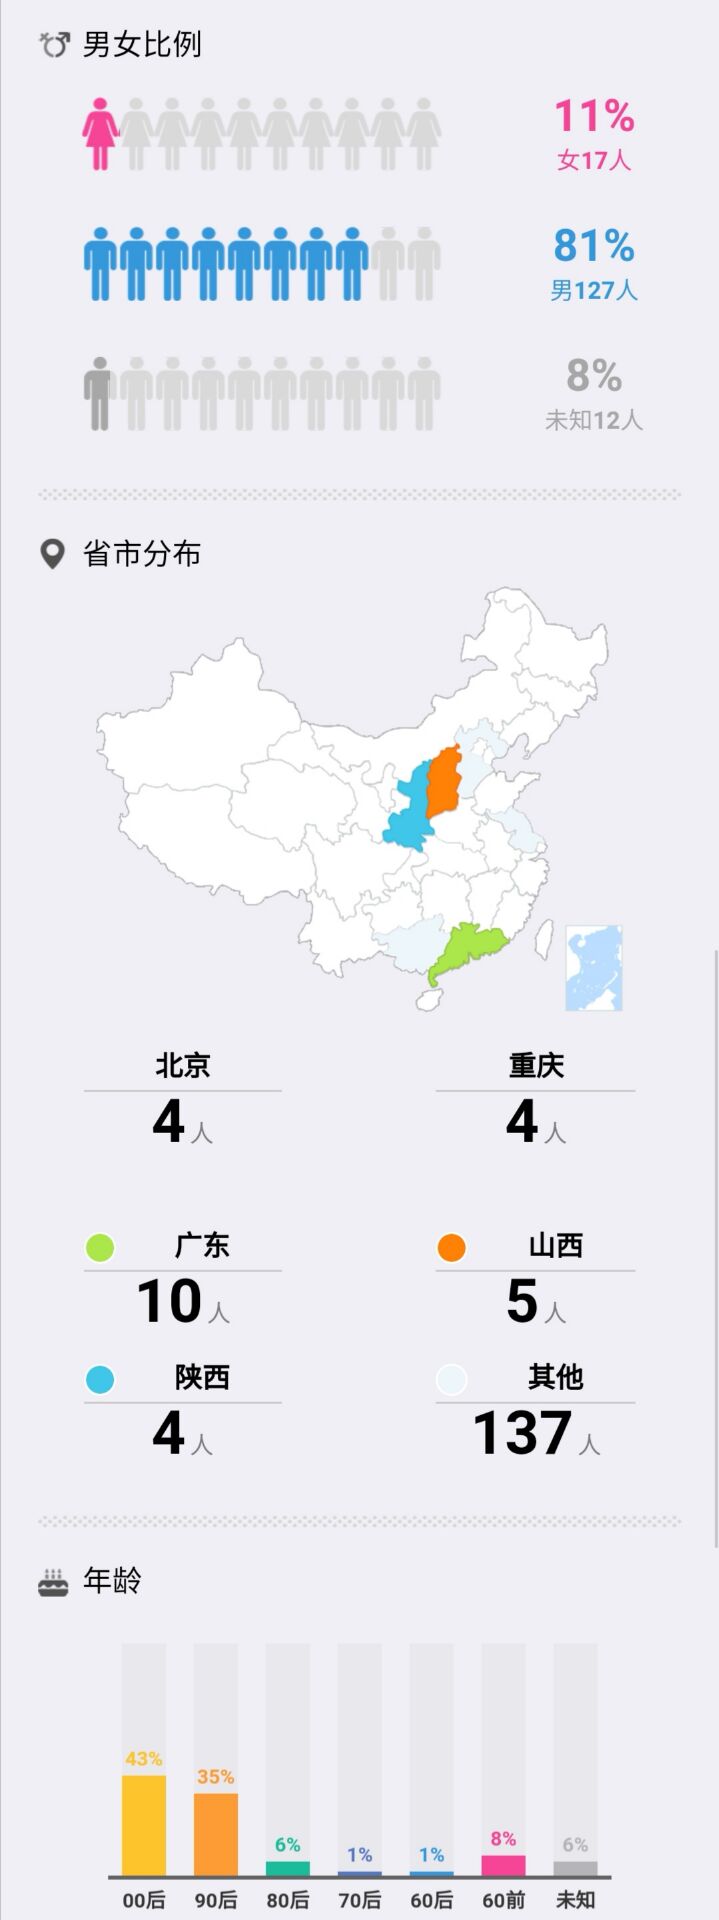 男女比例
11%
女17人
81%
男127人
8%
未知12人
省市分布
北京 重庆
4人 4人
广东 山西
10人 5人
陕西 其他
4人 137人
年龄
43% 35% 6% 1% 1% 8% 6%
00后 90后 80后 70后 60后 60前 未知